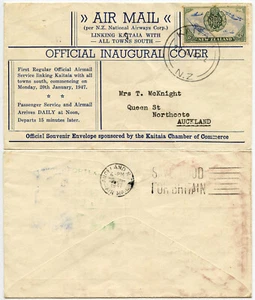 » AIR MAIL «
(per N.Z. National Airways Corp.)
LINKING KAITAIA WITH
— ALL TOWNS SOUTH —
OFFICIAL INAUGURAL COVER
NEW ZEALAND
N.Z.
First Regular Official Airmail
Service linking Kaitaia with all
towns south, commencing on
Monday, 20th January, 1947.
Passenger Service and Airmail
Arrives DAILY at Noon,
Departs 15 minutes later.
Mrs T. McKnight
Queen St
Northcote
AUCKLAND
Official Souvenir Envelope sponsored by the Kaitaia Chamber of Commerce
FOR BRITAIN